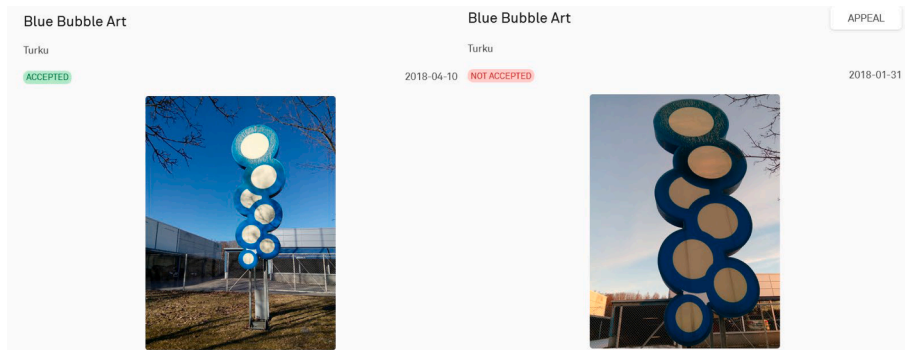 Blue Bubble Art
Turku
ACCEPTED
2018-04-10
Blue Bubble Art
APPEAL
Turku
NOT ACCEPTED
2018-01-31